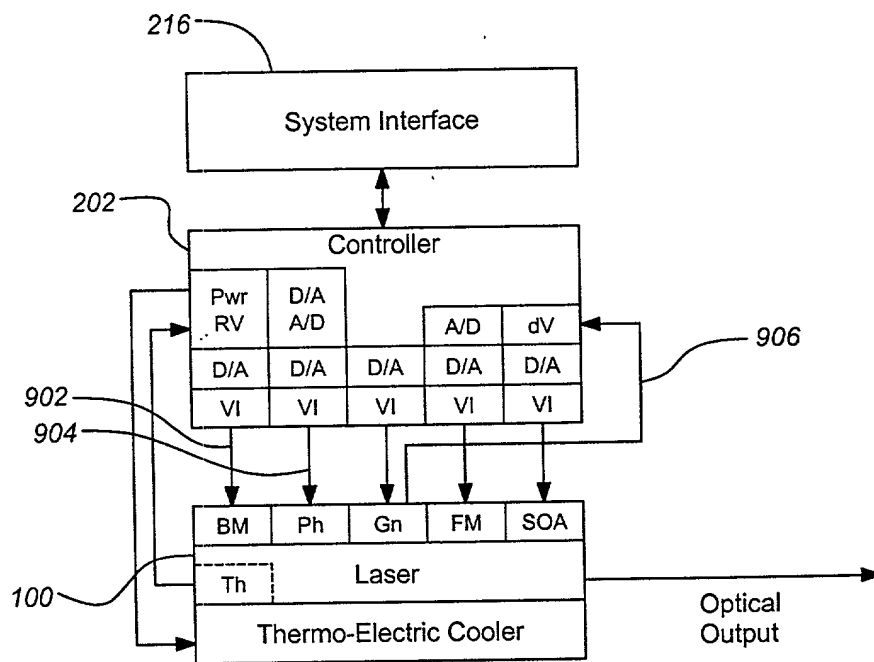 216
System Interface
202
Controller
Pwr D/A
RV A/D A/D dV
906
D/A D/A D/A D/A D/A
902
VI VI VI VI VI
904
BM Ph Gn FM SOA
Laser
100
Th
Optical
Thermo-Electric Cooler
Output